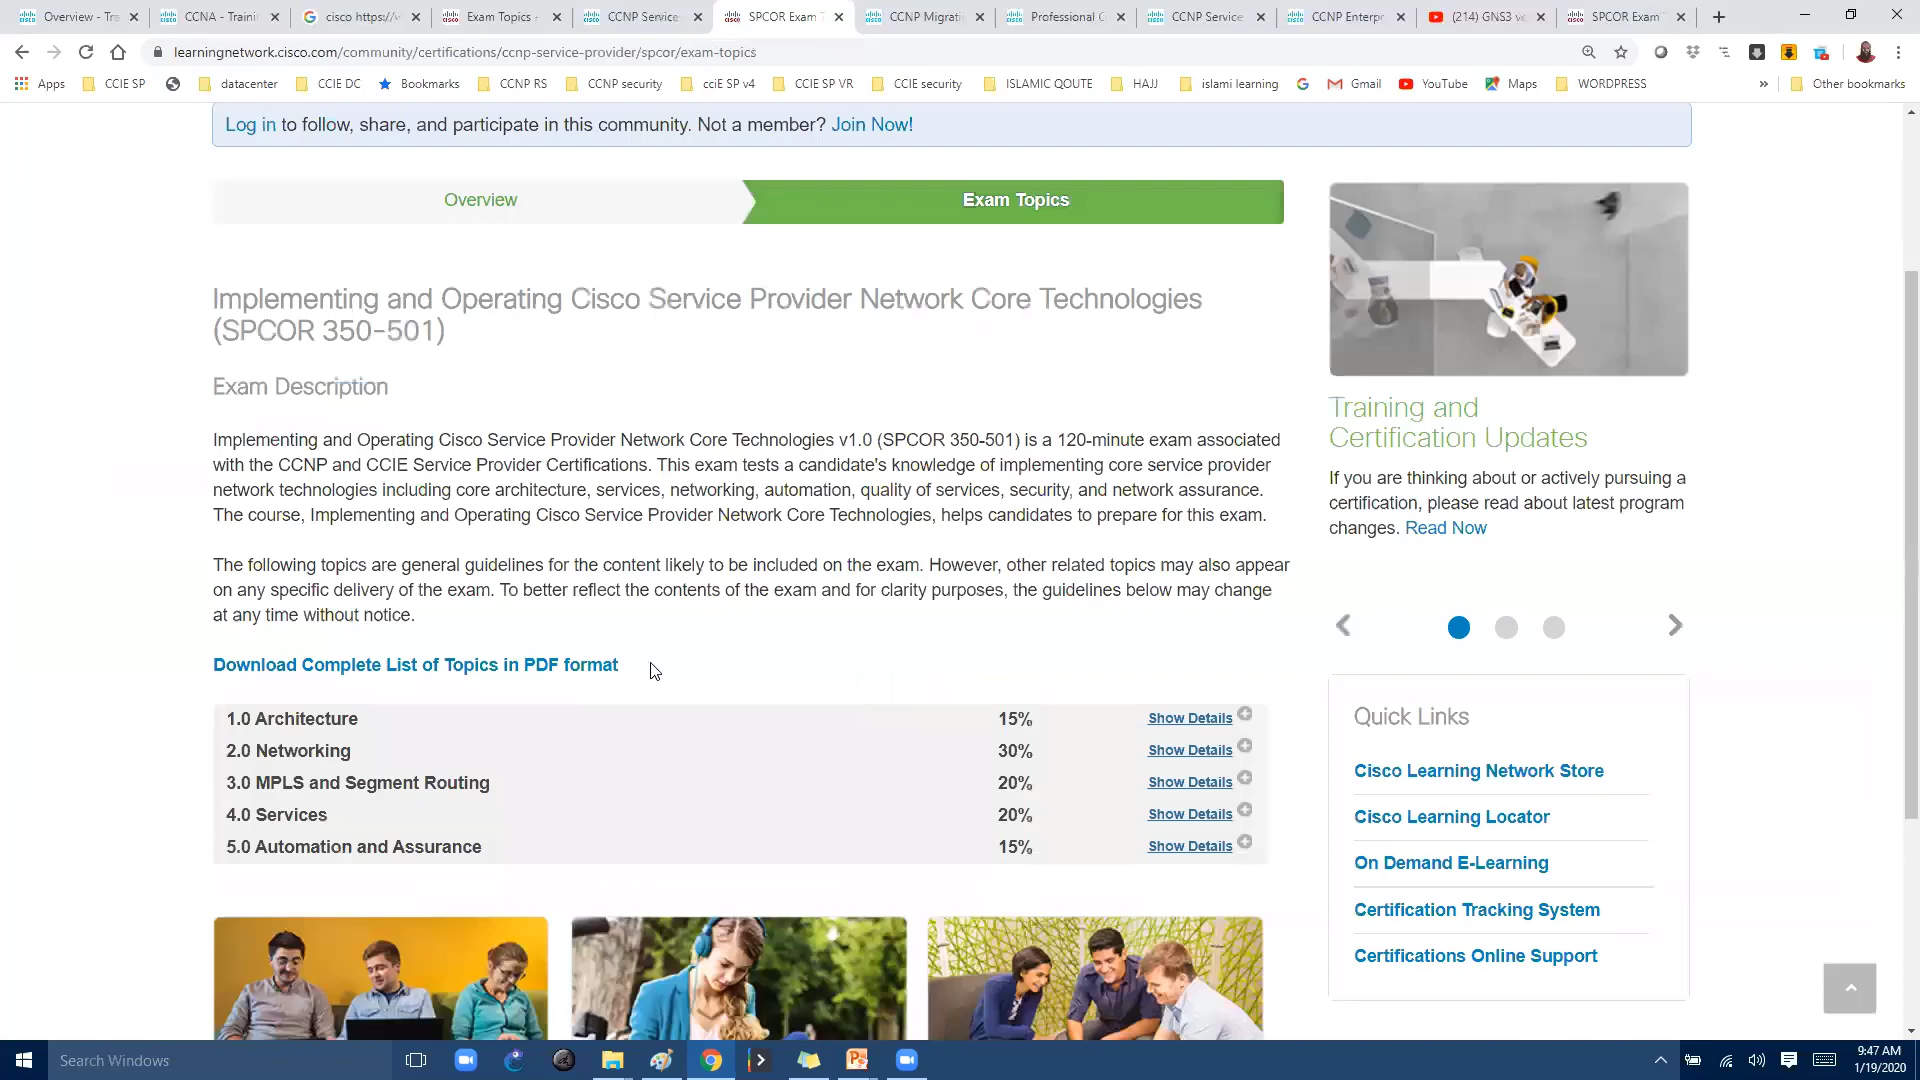 Overview - Tra
CCNA - Traini
cisco https://v
Exam Topics -
CCNP Service
SPCOR Exam T
CCNP Migrati
Professional C
CCNP Service
CCNP Enterpr
(214) GNS3 ve
SPCOR Exam T
learningnetwork.cisco.com/community/certifications/ccnp-service-provider/spcor/exam-topics
Apps CCIE SP datacenter CCIE DC Bookmarks CCNP RS CCNP security cciE SP v4 CCIE SP VR CCIE security ISLAMIC QOUTE HAJJ islami learning Gmail YouTube Maps WORDPRESS » Other bookmarks
Log in to follow, share, and participate in this community. Not a member? Join Now!
Overview
Exam Topics
Implementing and Operating Cisco Service Provider Network Core Technologies
(SPCOR 350-501)
Exam Description
Implementing and Operating Cisco Service Provider Network Core Technologies v1.0 (SPCOR 350-501) is a 120-minute exam associated
with the CCNP and CCIE Service Provider Certifications. This exam tests a candidate's knowledge of implementing core service provider
network technologies including core architecture, services, networking, automation, quality of services, security, and network assurance.
The course, Implementing and Operating Cisco Service Provider Network Core Technologies, helps candidates to prepare for this exam.
The following topics are general guidelines for the content likely to be included on the exam. However, other related topics may also appear
on any specific delivery of the exam. To better reflect the contents of the exam and for clarity purposes, the guidelines below may change
at any time without notice.
Download Complete List of Topics in PDF format
1.0 Architecture 15% Show Details
2.0 Networking 30% Show Details
3.0 MPLS and Segment Routing 20% Show Details
4.0 Services 20% Show Details
5.0 Automation and Assurance 15% Show Details
Training and
Certification Updates
If you are thinking about or actively pursuing a
certification, please read about latest program
changes. Read Now
Quick Links
Cisco Learning Network Store
Cisco Learning Locator
On Demand E-Learning
Certification Tracking System
Certifications Online Support
Search Windows
9:47 AM
1/19/2020